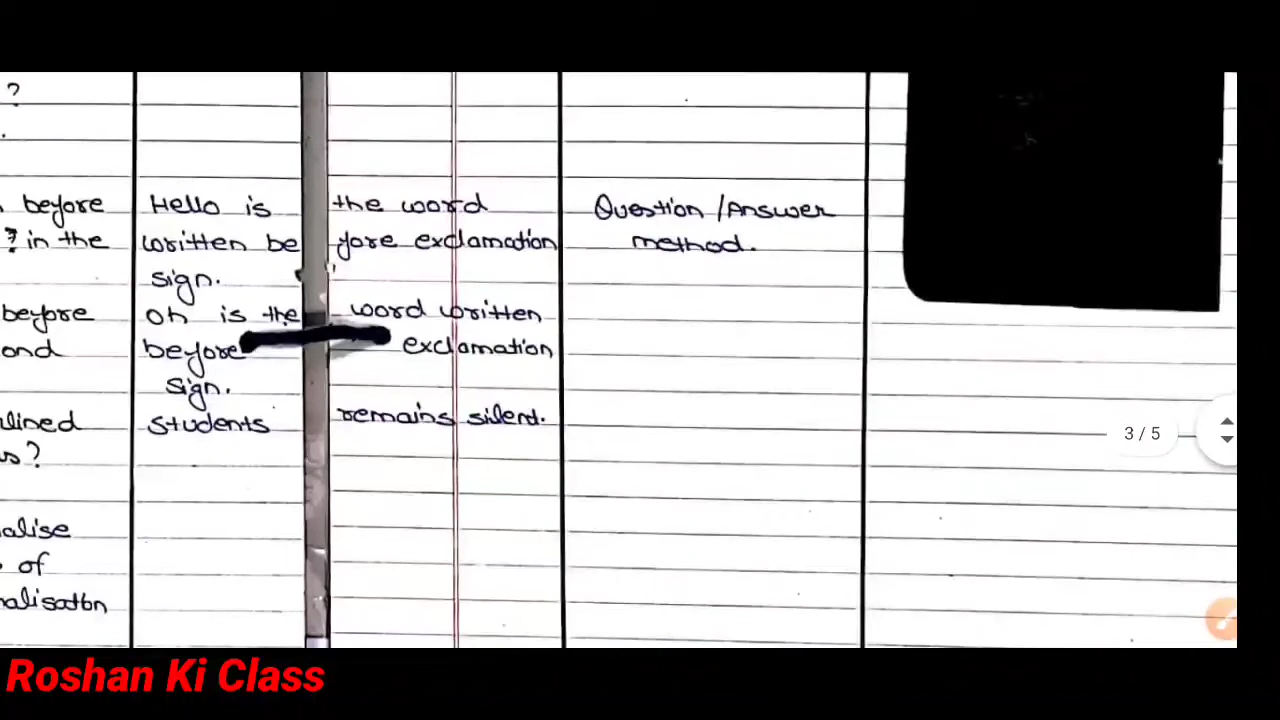 ?
.
before Hello is the word Question / Answer
? in the written before exclamation method.
sign.
before oh is the word written
ond before exclamation
sign.
lined students remains silent.
s?
alise
of
alisation
3 / 5
Roshan Ki Class